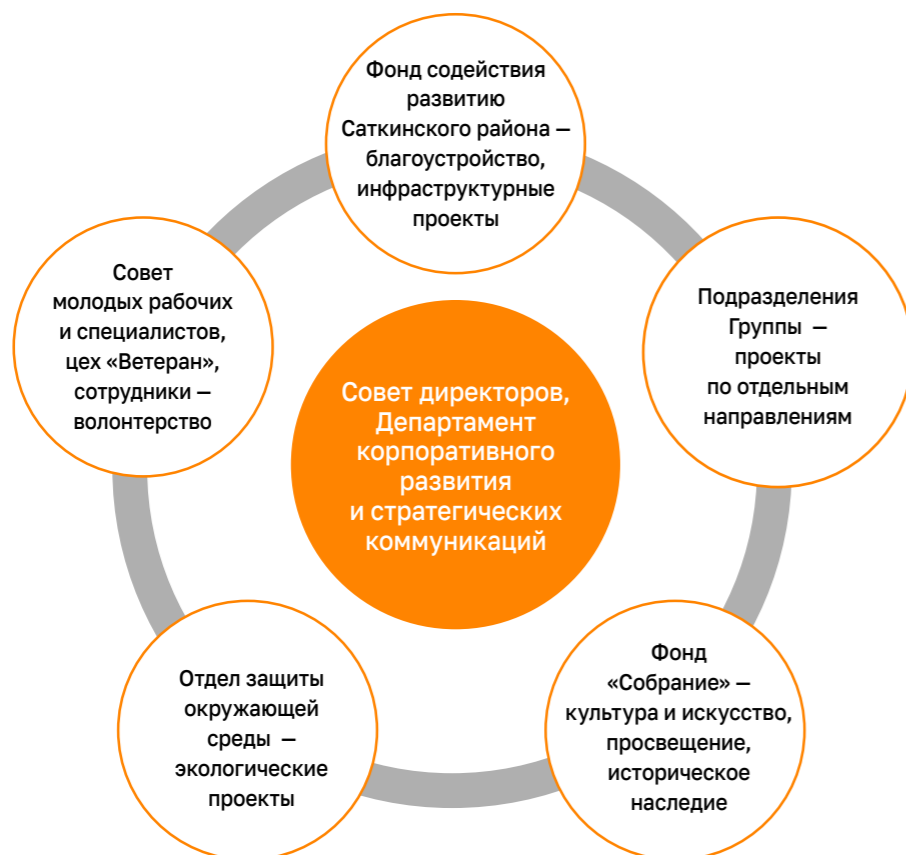 Фонд содействия
развитию
Саткинского района —
благоустройство,
инфраструктурные
проекты
Подразделения
Группы —
проекты
по отдельным
направлениям
Фонд
«Собрание» —
культура и искусство,
просвещение,
историческое
наследие
Отдел защиты
окружающей
среды —
экологические
проекты
Совет
молодых рабочих
и специалистов,
цех «Ветеран»,
сотрудники —
волонтерство
Совет директоров,
Департамент
корпоративного
развития
и стратегических
коммуникаций